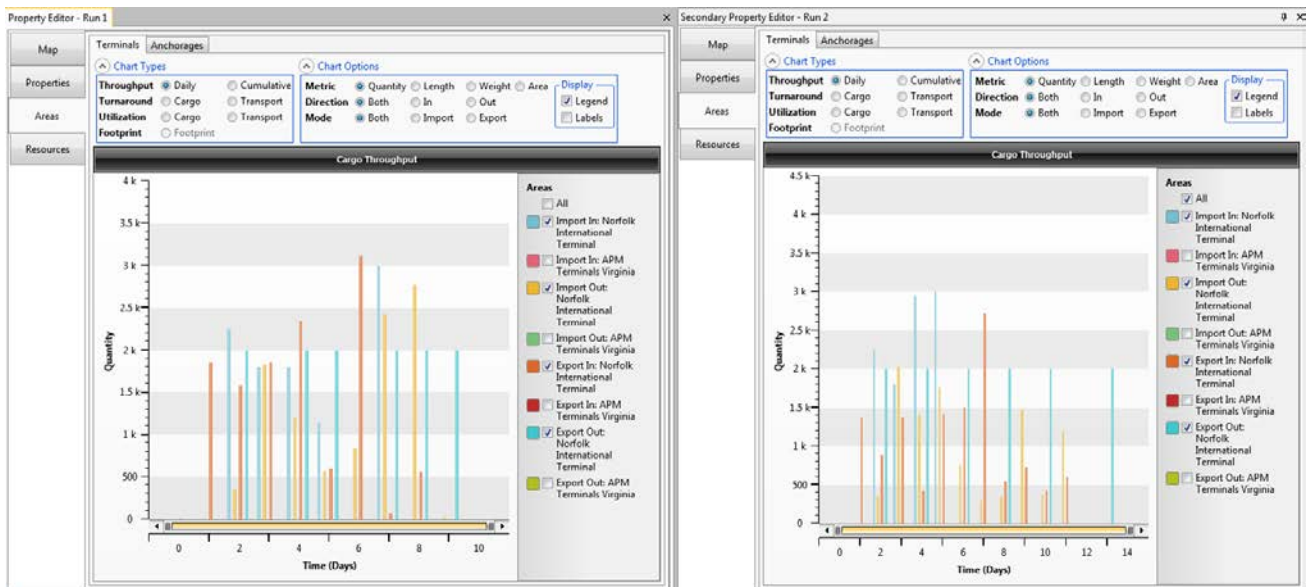 Property Editor - Run 1
Map
Properties
Areas
Resources
Terminals Anchorages
Chart Types
Throughput Daily Cumulative
Turnaround Cargo Transport
Utilization Cargo Transport
Footprint Footprint
Chart Options
Metric Quantity Length Weight Area
Direction Both In Out
Mode Both Import Export
Display
Legend
Labels
Cargo Throughput
4 k
3.5 k
3 k
2.5 k
2 k
1.5 k
1 k
500
0
Quantity
0 2 4 6 8 10
Time (Days)
Areas
All
Import In: Norfolk
International
Terminal
Import In: APM
Terminals Virginia
Import Out:
Norfolk
International
Terminal
Import Out: APM
Terminals Virginia
Export In: Norfolk
International
Terminal
Export In: APM
Terminals Virginia
Export Out:
Norfolk
International
Terminal
Export Out: APM
Terminals Virginia
Secondary Property Editor - Run 2
Map
Properties
Areas
Resources
Terminals Anchorages
Chart Types
Throughput Daily Cumulative
Turnaround Cargo Transport
Utilization Cargo Transport
Footprint Footprint
Chart Options
Metric Quantity Length Weight Area
Direction Both In Out
Mode Both Import Export
Display
Legend
Labels
Cargo Throughput
4.5 k
4 k
3.5 k
3 k
2.5 k
2 k
1.5 k
1 k
500
0
Quantity
0 2 4 6 8 10 12 14
Time (Days)
Areas
All
Import In: Norfolk
International
Terminal
Import In: APM
Terminals Virginia
Import Out:
Norfolk
International
Terminal
Import Out: APM
Terminals Virginia
Export In: Norfolk
International
Terminal
Export In: APM
Terminals Virginia
Export Out:
Norfolk
International
Terminal
Export Out: APM
Terminals Virginia